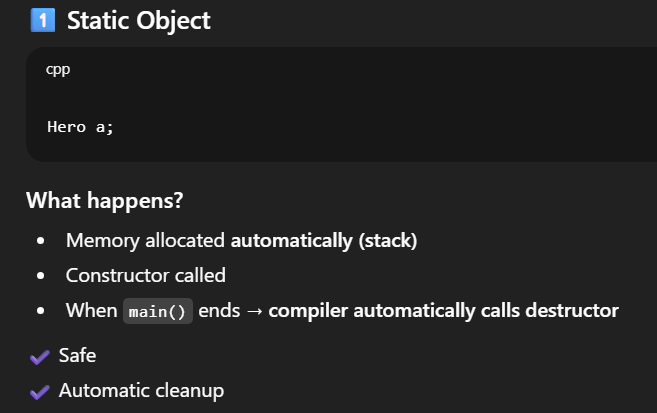 1 Static Object
cpp
Hero a;
What happens?
• Memory allocated automatically (stack)
• Constructor called
• When main() ends → compiler automatically calls destructor
✔ Safe
✔ Automatic cleanup